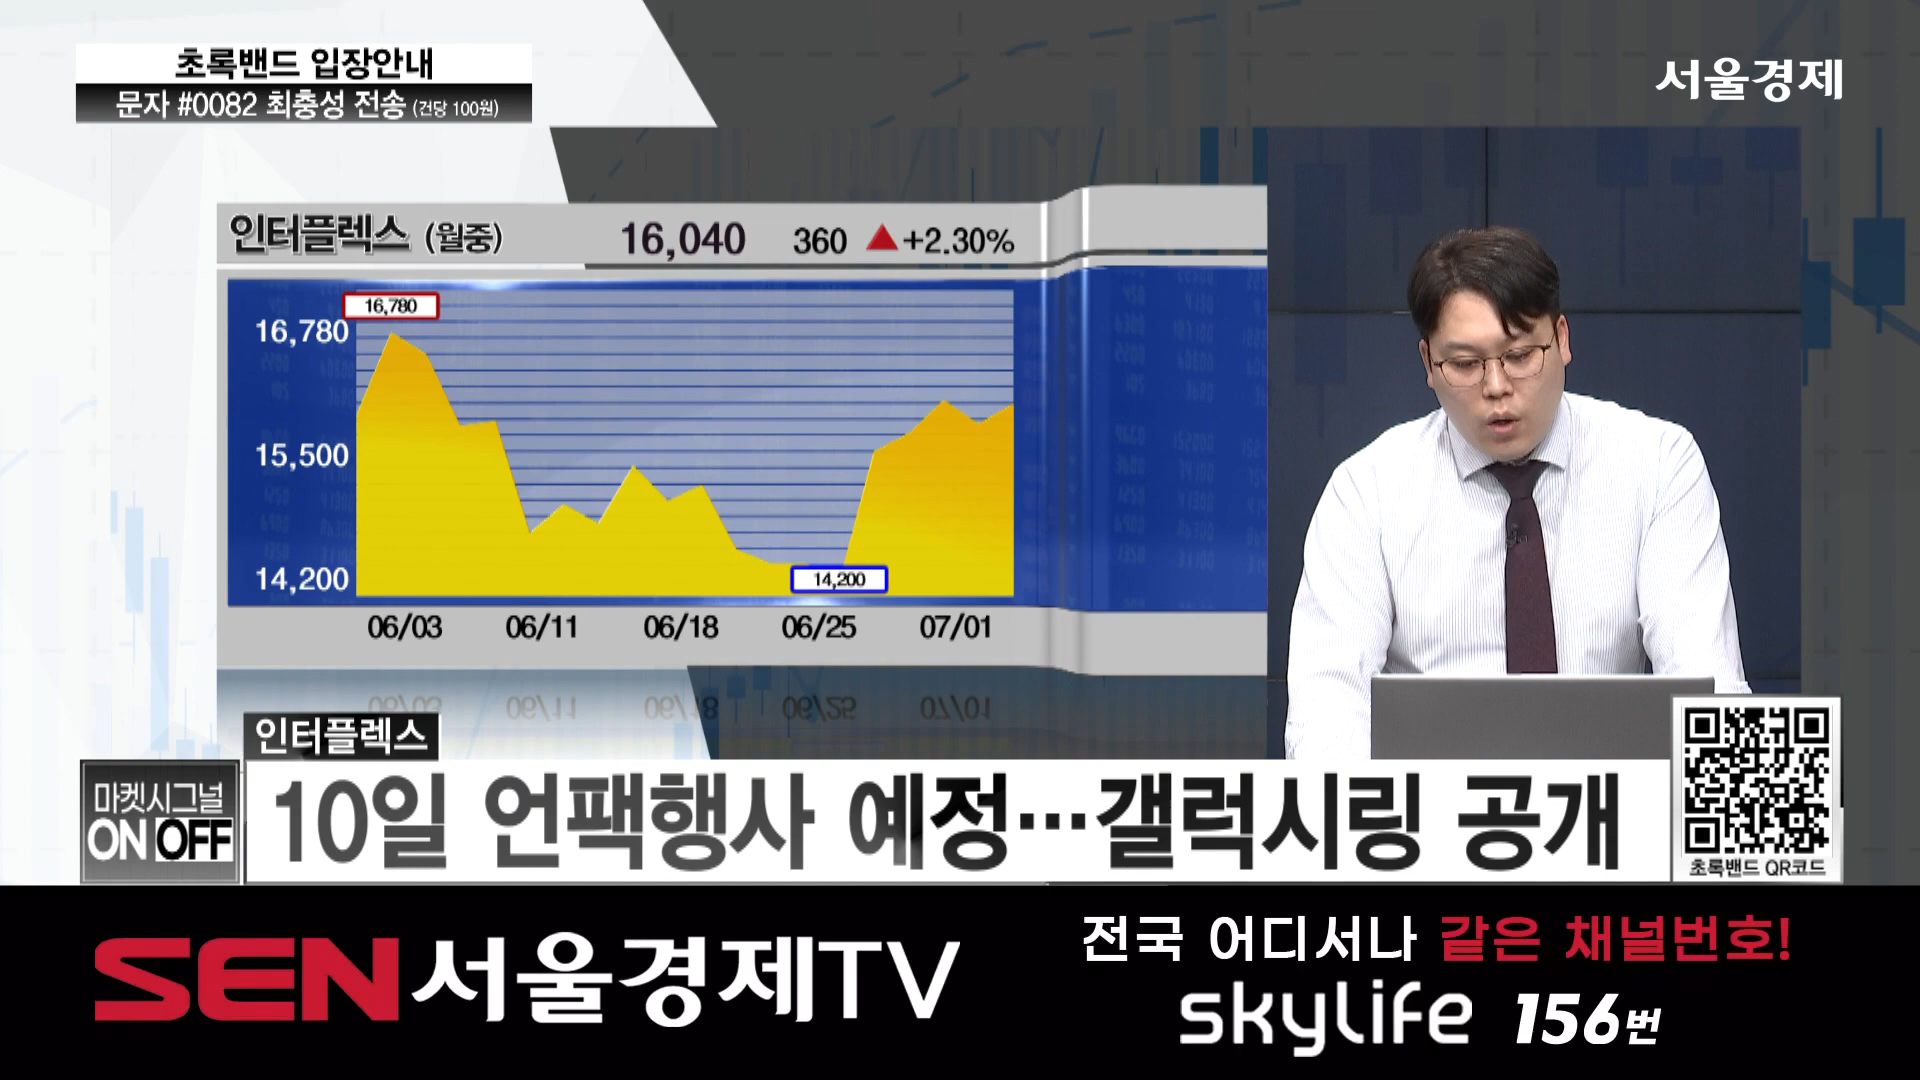 초록밴드 입장안내
문자 #0082 최충성 전송 (건당 100원)
서울경제
인터플렉스 (월중) 16,040 360 ▲+2.30%
16,780
16,780
15,500
14,200
14,200
06/03 06/11 06/18 06/25 07/01
인터플렉스
마켓시그널
ON OFF
10일 언팩행사 예정…갤럭시링 공개
초록밴드 QR코드
SEN 서울경제TV
전국 어디서나 같은 채널번호!
skylife 156번